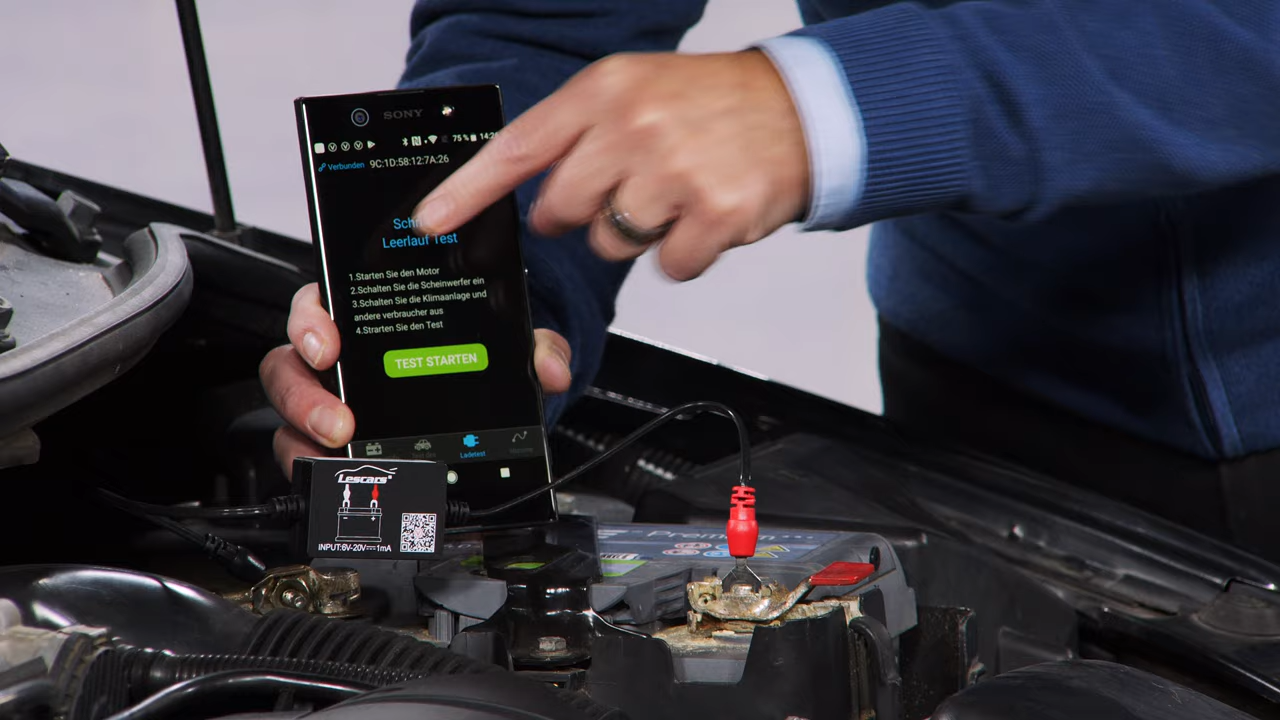 SONY
75 %
Verbunden 9C:1D:58:12:7A:26
Leerlauf Test
1.Starten Sie den Motor
2.Schalten Sie die Scheinwerfer ein
3.Schalten Sie die Klimaanlage und
andere verbraucher aus
4.Strarten Sie den Test
TEST STARTEN
Ladetest
Lescars
INPUT:6V-20V⎓1mA